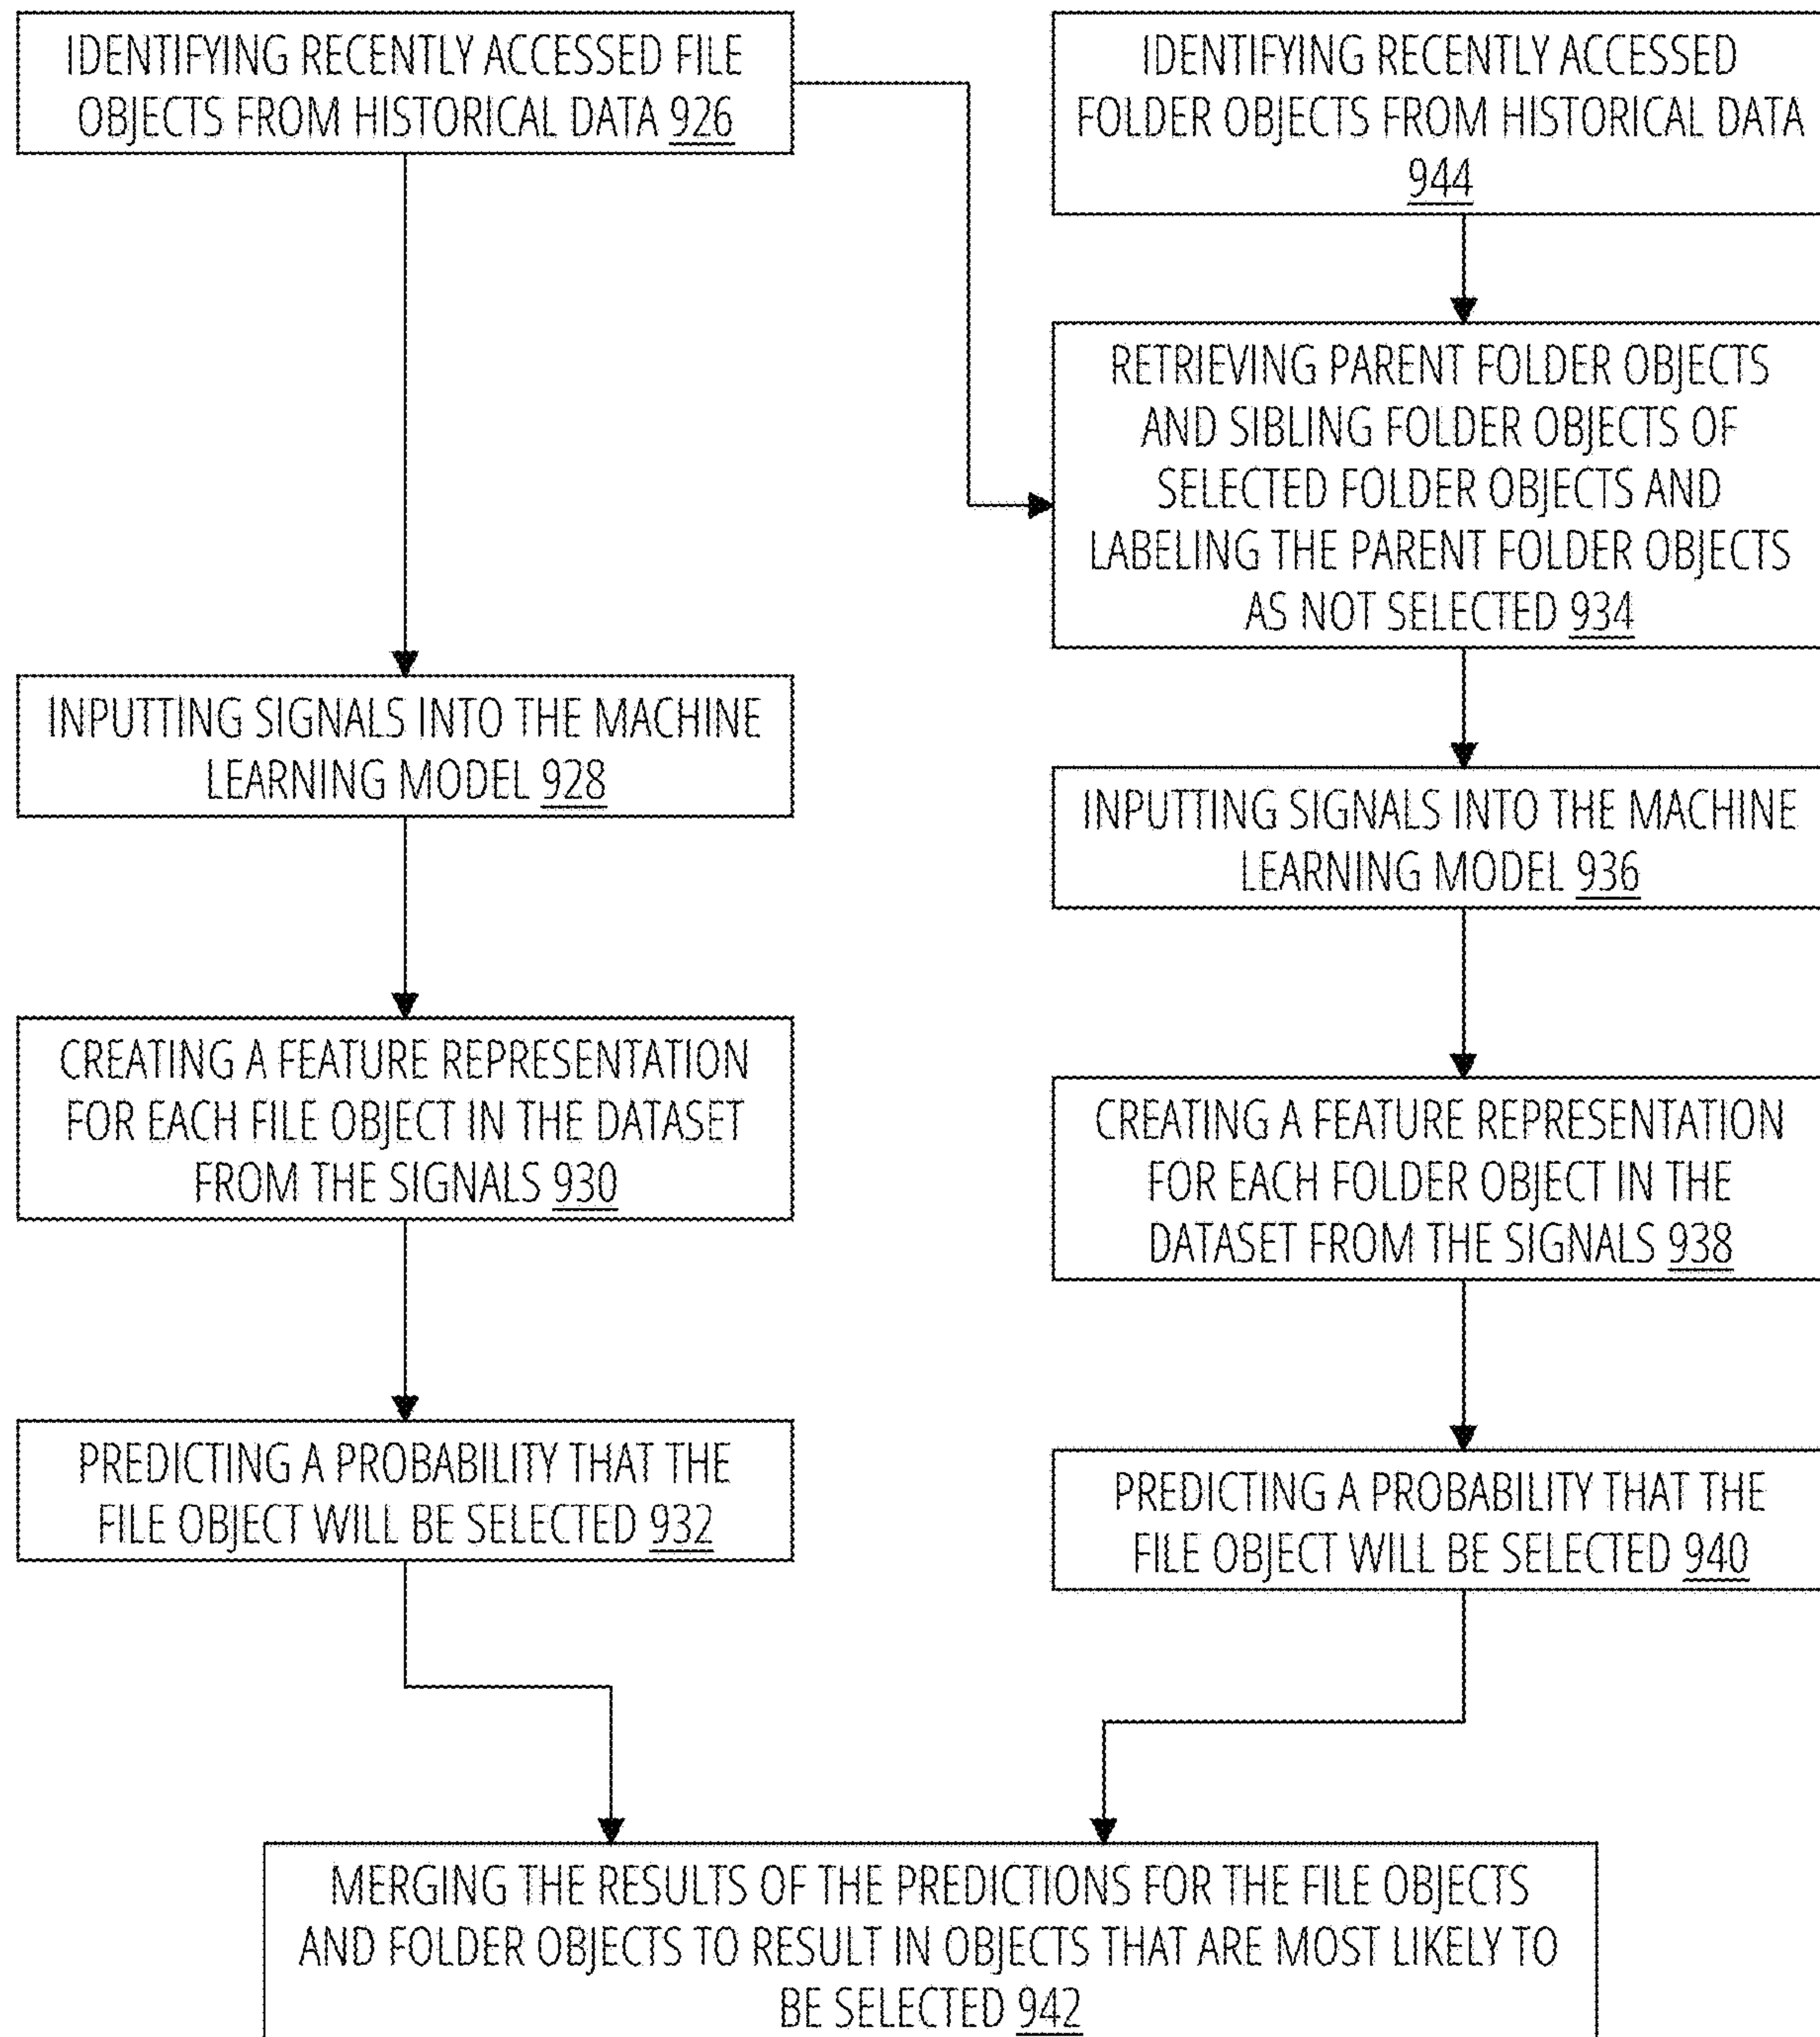 IDENTIFYING RECENTLY ACCESSED FILE
OBJECTS FROM HISTORICAL DATA 926
IDENTIFYING RECENTLY ACCESSED
FOLDER OBJECTS FROM HISTORICAL DATA
944
RETRIEVING PARENT FOLDER OBJECTS
AND SIBLING FOLDER OBJECTS OF
SELECTED FOLDER OBJECTS AND
LABELING THE PARENT FOLDER OBJECTS
AS NOT SELECTED 934
INPUTTING SIGNALS INTO THE MACHINE
LEARNING MODEL 928
INPUTTING SIGNALS INTO THE MACHINE
LEARNING MODEL 936
CREATING A FEATURE REPRESENTATION
FOR EACH FILE OBJECT IN THE DATASET
FROM THE SIGNALS 930
CREATING A FEATURE REPRESENTATION
FOR EACH FOLDER OBJECT IN THE
DATASET FROM THE SIGNALS 938
PREDICTING A PROBABILITY THAT THE
FILE OBJECT WILL BE SELECTED 932
PREDICTING A PROBABILITY THAT THE
FILE OBJECT WILL BE SELECTED 940
MERGING THE RESULTS OF THE PREDICTIONS FOR THE FILE OBJECTS
AND FOLDER OBJECTS TO RESULT IN OBJECTS THAT ARE MOST LIKELY TO
BE SELECTED 942